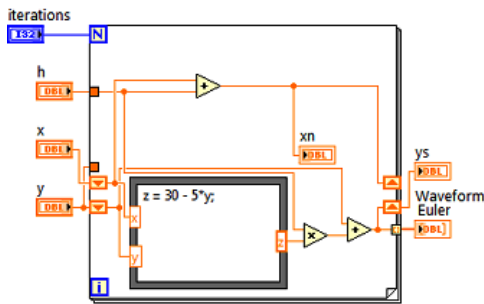 iterations
I32
N
h
DBL
x
DBL
y
DBL
xn
DBL
z = 30 - 5*y;
x
y
z
+
x
+
ys
DBL
Waveform
Euler
[DBL]
i